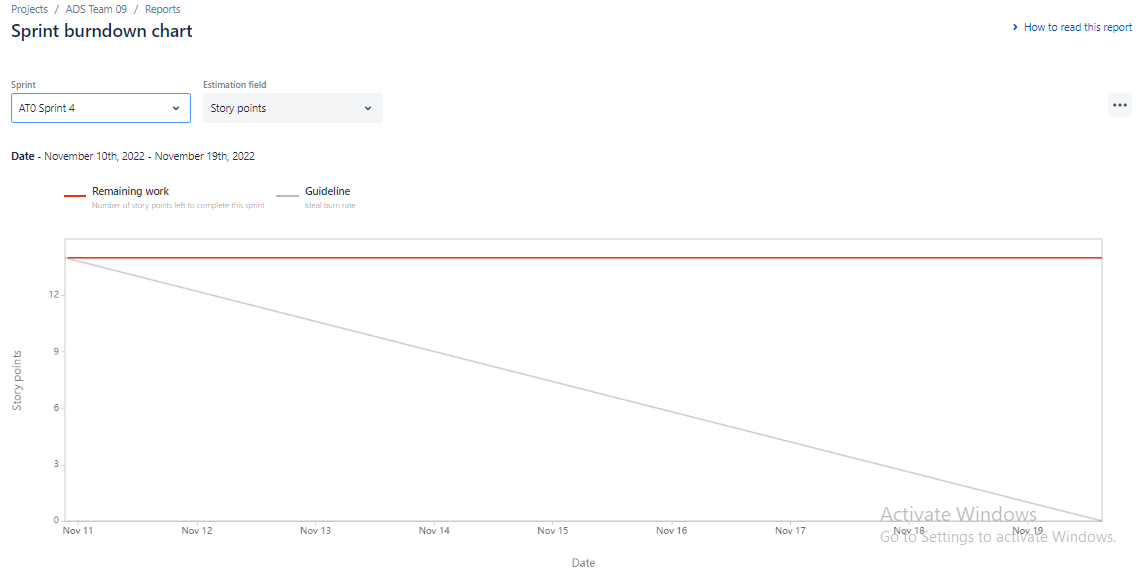 Projects / ADS Team 09 / Reports
Sprint burndown chart
How to read this report
Sprint
Estimation field
AT0 Sprint 4
Story points
Date - November 10th, 2022 - November 19th, 2022
Remaining work
Number of story points left to complete this sprint
Guideline
Ideal burn rate
12
9
6
3
0
Story points
Nov 11 Nov 12 Nov 13 Nov 14 Nov 15 Nov 16 Nov 17 Nov 18 Nov 19
Date
Activate Windows
Go to Settings to activate Windows.